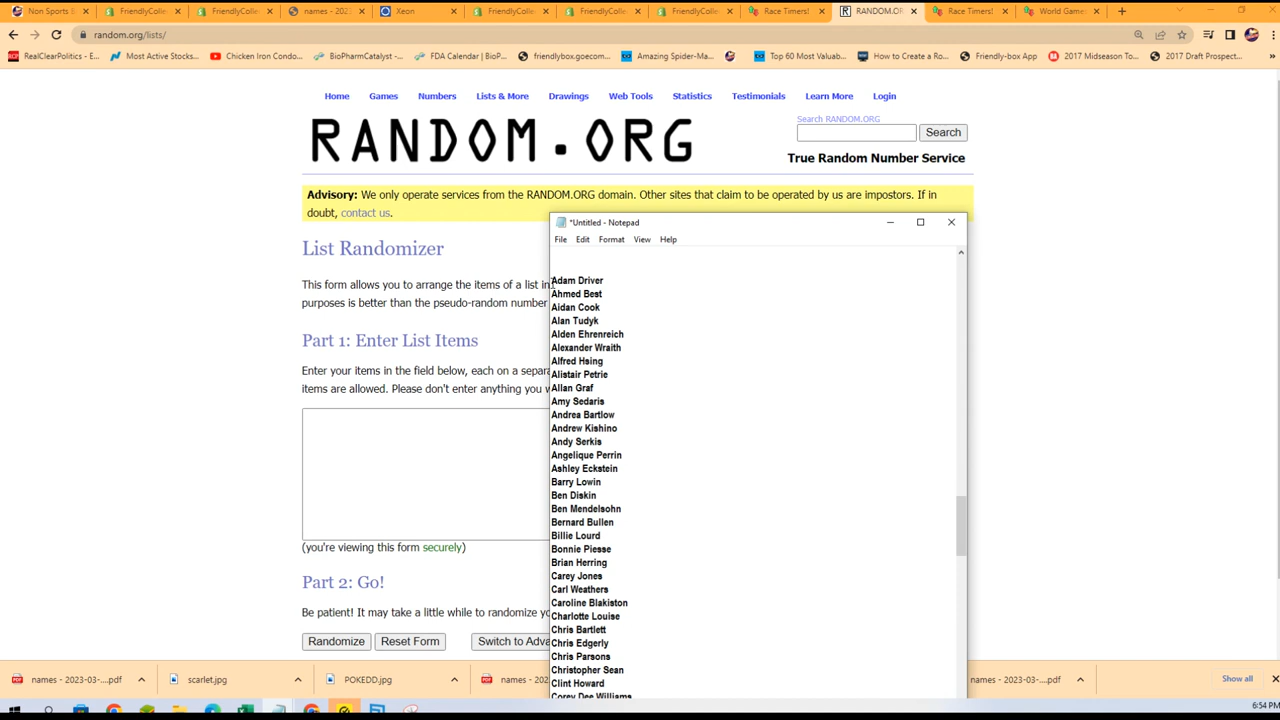 Non Sports B
FriendlyColle
FriendlyColle
names - 202
Xeon
FriendlyColle
FriendlyColle
FriendlyColle
Race Timers!
RANDOM.OR
Race Timers!
World Game
random.org/lists/
RealClearPolitics - E...
Most Active Stocks...
Chicken Iron Condo...
BioPharmCatalyst -...
FDA Calendar | BioP...
friendlybox.goecom...
Amazing Spider-Ma...
Top 60 Most Valuab...
How to Create a Ro...
Friendly-box App
2017 Midseason To...
2017 Draft Prospect...
Home Games Numbers Lists & More Drawings Web Tools Statistics Testimonials Learn More Login
Search RANDOM.ORG
RANDOM.ORG
Search
True Random Number Service
Advisory: We only operate services from the RANDOM.ORG domain. Other sites that claim to be operated by us are impostors. If in
doubt, contact us.
List Randomizer
This form allows you to arrange the items of a list in
purposes is better than the pseudo-random number
Part 1: Enter List Items
Enter your items in the field below, each on a separa
items are allowed. Please don't enter anything you w
(you're viewing this form securely)
Part 2: Go!
Be patient! It may take a little while to randomize yo
Randomize Reset Form Switch to Adva
*Untitled - Notepad
File Edit Format View Help
Adam Driver
Ahmed Best
Aidan Cook
Alan Tudyk
Alden Ehrenreich
Alexander Wraith
Alfred Hsing
Alistair Petrie
Allan Graf
Amy Sedaris
Andrea Bartlow
Andrew Kishino
Andy Serkis
Angelique Perrin
Ashley Eckstein
Barry Lowin
Ben Diskin
Ben Mendelsohn
Bernard Bullen
Billie Lourd
Bonnie Piesse
Brian Herring
Carey Jones
Carl Weathers
Caroline Blakiston
Charlotte Louise
Chris Bartlett
Chris Edgerly
Chris Parsons
Christopher Sean
Clint Howard
Corey Dee Williams
names - 2023-03-....pdf
scarlet.jpg
POKEDD.jpg
names - 202
names - 2023-03-....pdf
Show all
6:54 PM